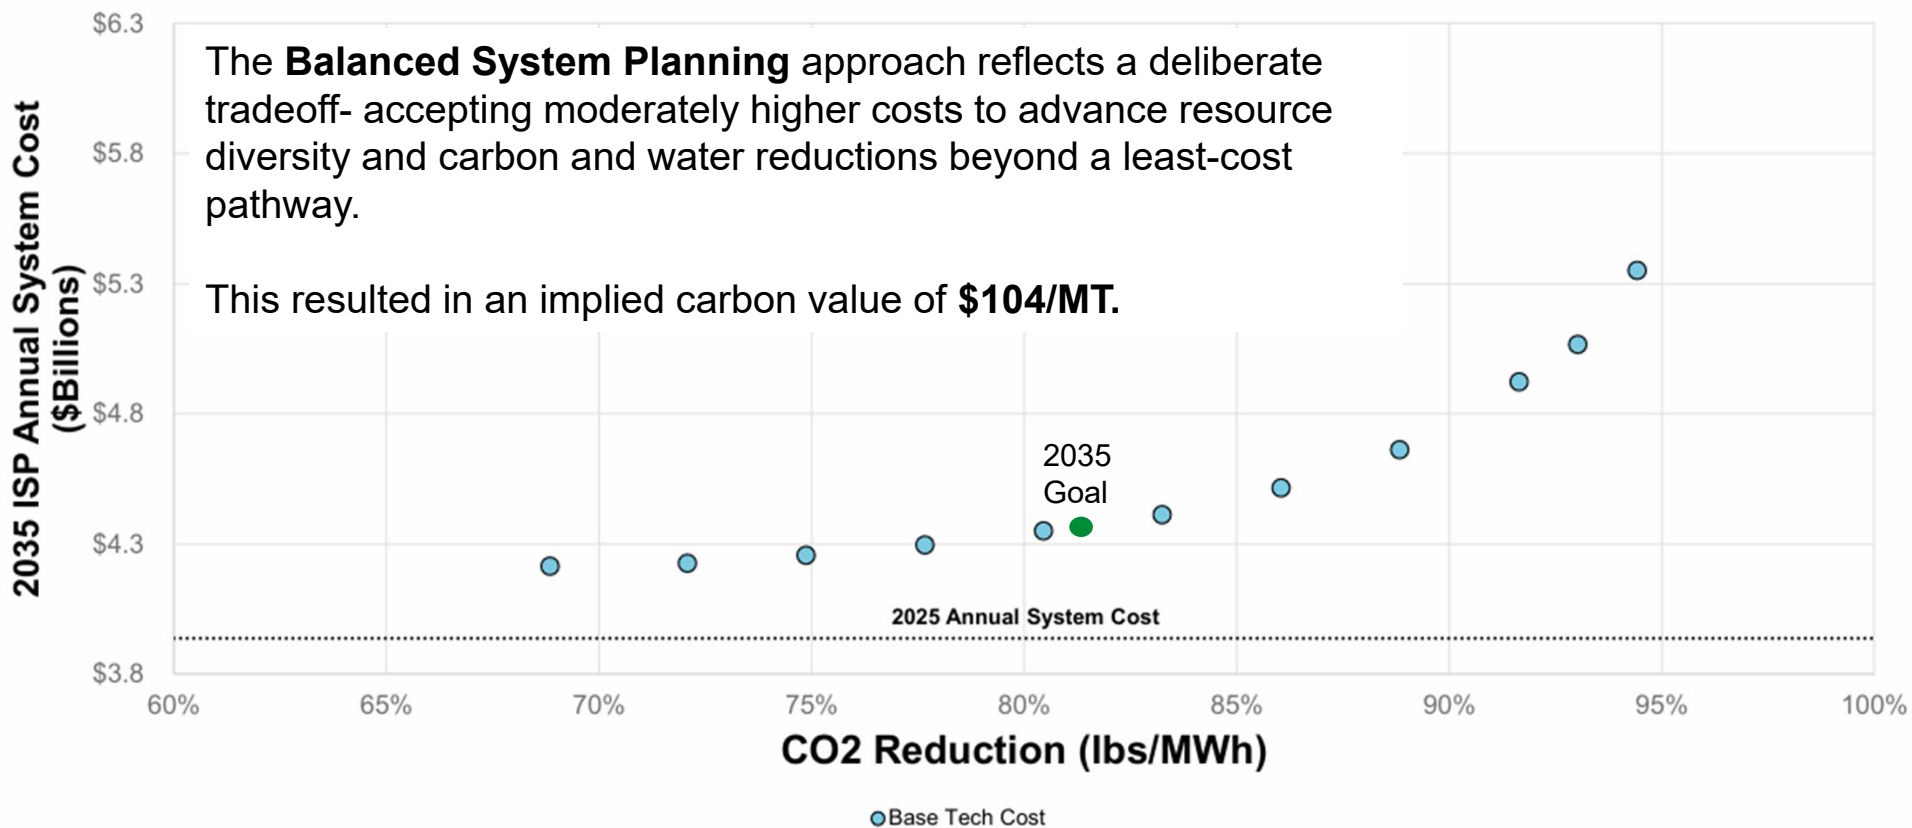 The Balanced System Planning approach reflects a deliberate
tradeoff- accepting moderately higher costs to advance resource
diversity and carbon and water reductions beyond a least-cost
pathway.
This resulted in an implied carbon value of $104/MT.
2035 ISP Annual System Cost
($Billions)
$6.3
$5.8
$5.3
$4.8
$4.3
$3.8
2035
Goal
2025 Annual System Cost
60%
65%
70%
75%
80%
85%
90%
95%
100%
CO2 Reduction (lbs/MWh)
Base Tech Cost